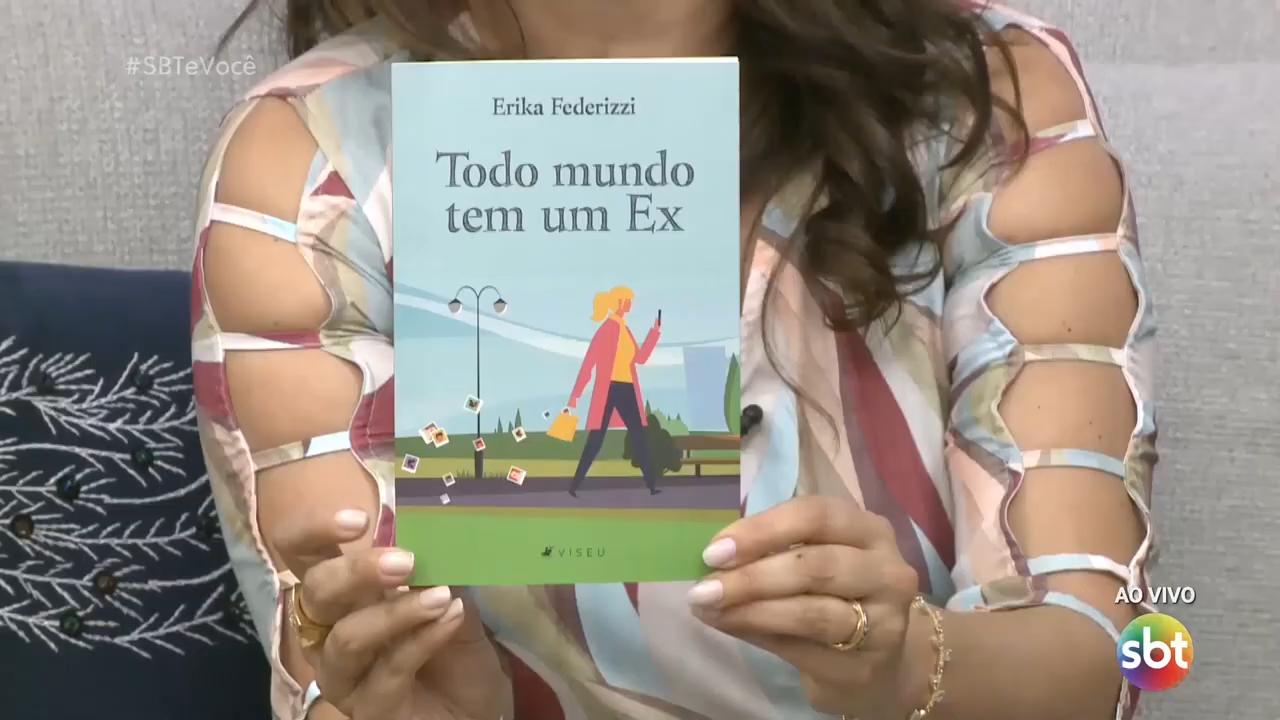 #SBTeVocê
Erika Federizzi
Todo mundo
tem um Ex
VISEU
AO VIVO
sbt